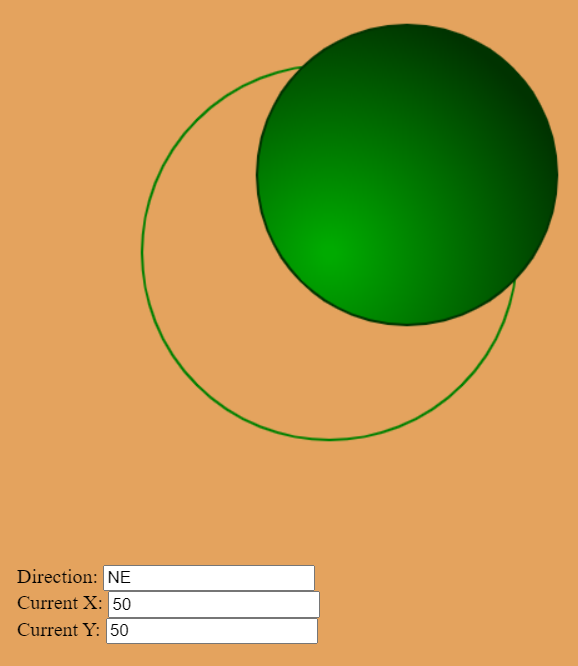 Direction: NE
Current X: 50
Current Y: 50